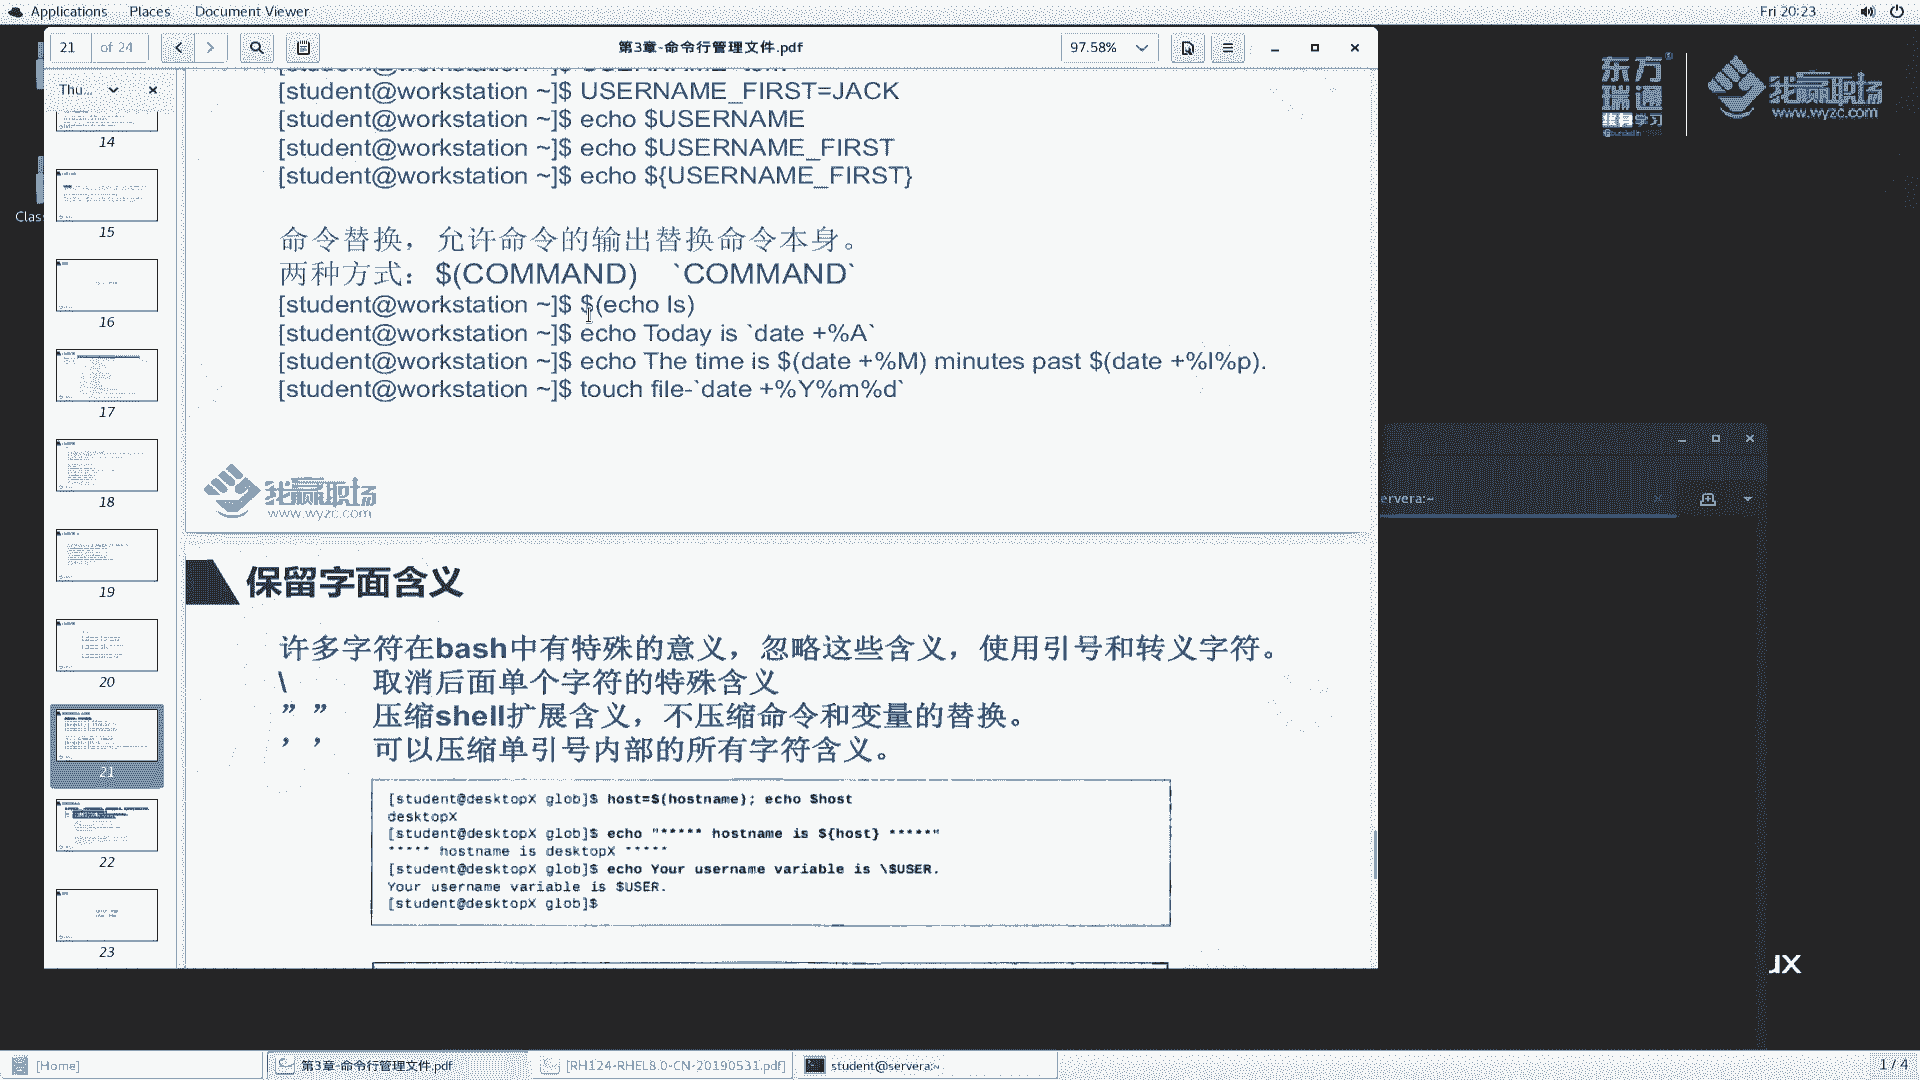 Applications Places Document Viewer Fri 20:23
21 of 24 第3章-命令行管理文件.pdf 97.58%
Thu...
14
15
16
17
18
19
20
21
22
23
[student@workstation ~]$ USERNAME_FIRST=JACK
[student@workstation ~]$ echo $USERNAME
[student@workstation ~]$ echo $USERNAME_FIRST
[student@workstation ~]$ echo ${USERNAME_FIRST}
命令替换，允许命令的输出替换命令本身。
两种方式：$(COMMAND) `COMMAND`
[student@workstation ~]$ $(echo ls)
[student@workstation ~]$ echo Today is `date +%A`
[student@workstation ~]$ echo The time is $(date +%M) minutes past $(date +%I%p).
[student@workstation ~]$ touch file-`date +%Y%m%d`
我赢职场
www.wyzc.com
保留字面含义
许多字符在bash中有特殊的意义，忽略这些含义，使用引号和转义字符。
\ 取消后面单个字符的特殊含义
” ” 压缩shell扩展含义，不压缩命令和变量的替换。
’ ’ 可以压缩单引号内部的所有字符含义。
[student@desktopX glob]$ host=$(hostname); echo $host
desktopX
[student@desktopX glob]$ echo "***** hostname is ${host} *****"
***** hostname is desktopX *****
[student@desktopX glob]$ echo Your username variable is \$USER.
Your username variable is $USER.
[student@desktopX glob]$
Clas
东方
瑞通
终身学习
我赢职场
www.wyzc.com
ervera:~
UX
[Home] 第3章-命令行管理文件.pdf [RH124-RHEL8.0-CN-20190531.pdf] student@servera:~ 1 / 4